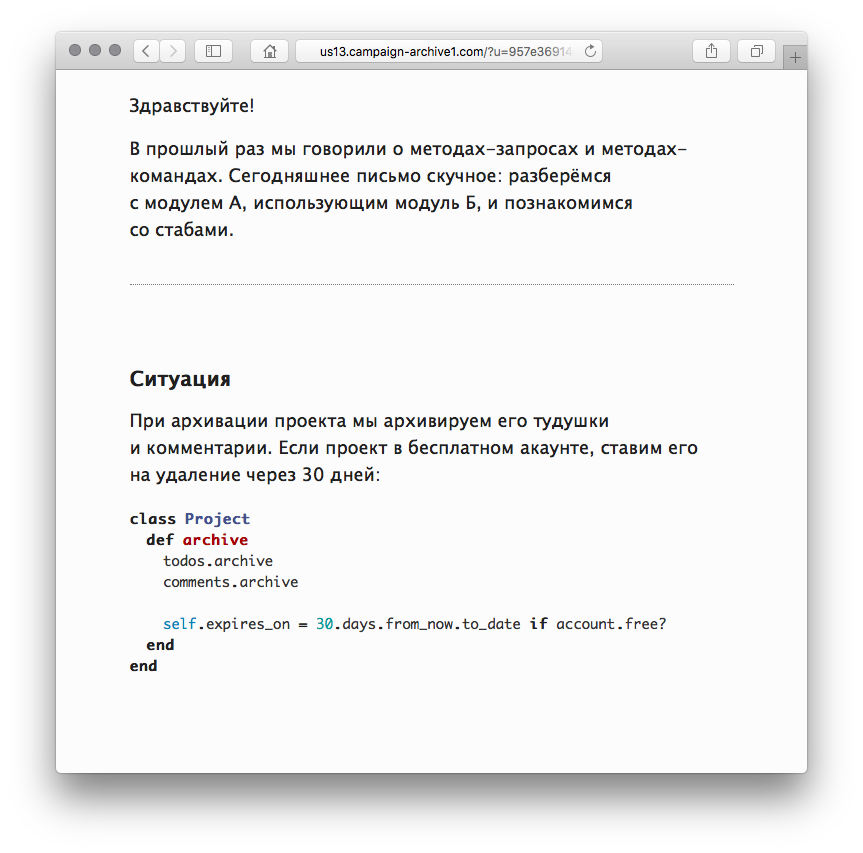 us13.campaign-archive1.com/?u=957e36914
Здравствуйте!
В прошлый раз мы говорили о методах-запросах и методах-
командах. Сегодняшнее письмо скучное: разберёмся
с модулем А, использующим модуль Б, и познакомимся
со стабами.
Ситуация
При архивации проекта мы архивируем его тудушки
и комментарии. Если проект в бесплатном акаунте, ставим его
на удаление через 30 дней:
class Project
  def archive
    todos.archive
    comments.archive
    self.expires_on = 30.days.from_now.to_date if account.free?
  end
end